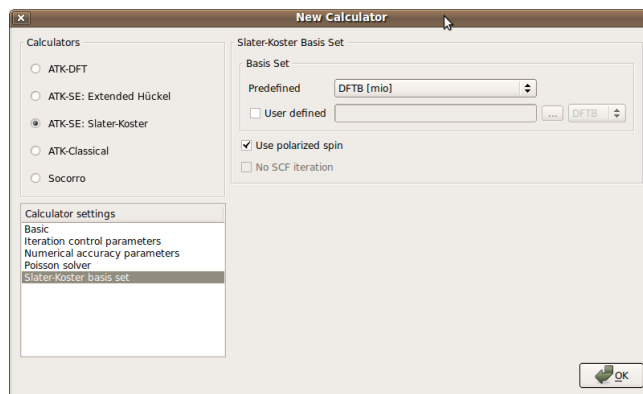 New Calculator
Calculators
ATK-DFT
ATK-SE: Extended Hückel
ATK-SE: Slater-Koster
ATK-Classical
Socorro
Calculator settings
Basic
Iteration control parameters
Numerical accuracy parameters
Poisson solver
Slater-Koster basis set
Slater-Koster Basis Set
Basis Set
Predefined
DFTB [mio]
User defined
...
DFTB
Use polarized spin
No SCF iteration
OK